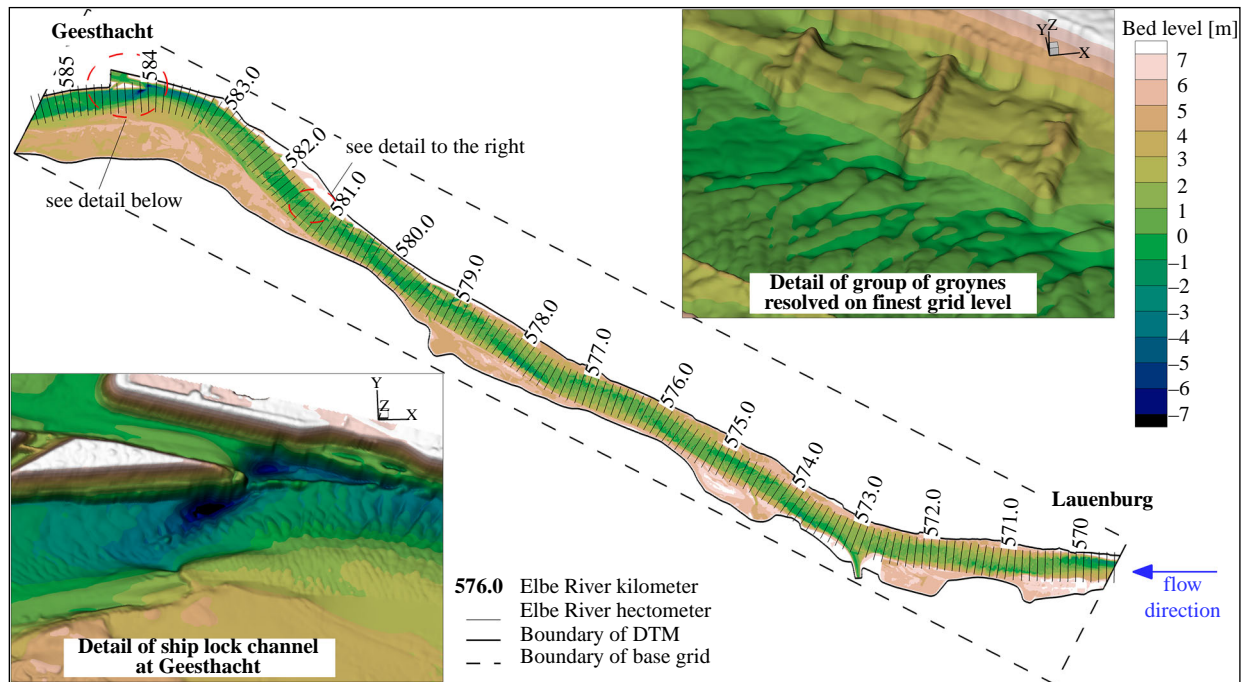 Geesthacht
585
584
583.0
582.0
see detail to the right
581.0
see detail below
580.0
579.0
578.0
577.0
576.0
575.0
574.0
573.0
572.0
571.0
570
Lauenburg
flow
direction
Y Z
X
Detail of group of groynes
resolved on finest grid level
Bed level [m]
7
6
5
4
3
2
1
0
–1
–2
–3
–4
–5
–6
–7
Y
Z
X
Detail of ship lock channel
at Geesthacht
576.0 Elbe River kilometer
Elbe River hectometer
Boundary of DTM
Boundary of base grid